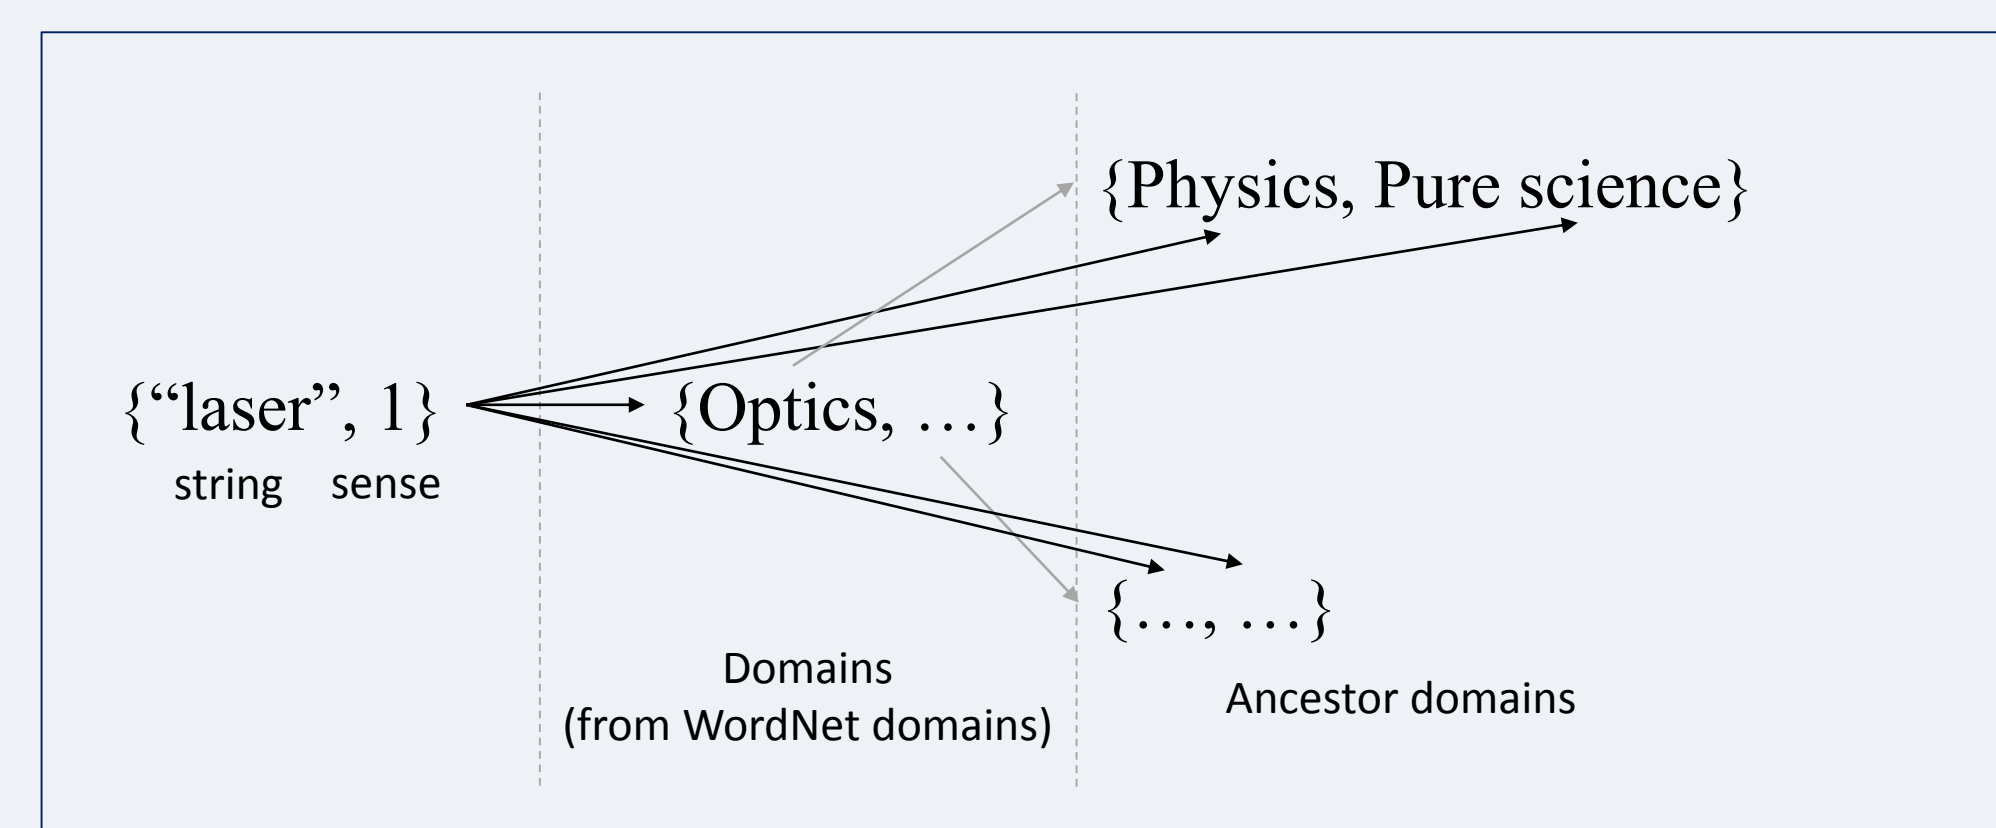 {Physics, Pure science}
{“laser”, 1}
{Optics, …}
string sense
{…, …}
Domains
(from WordNet domains)
Ancestor domains